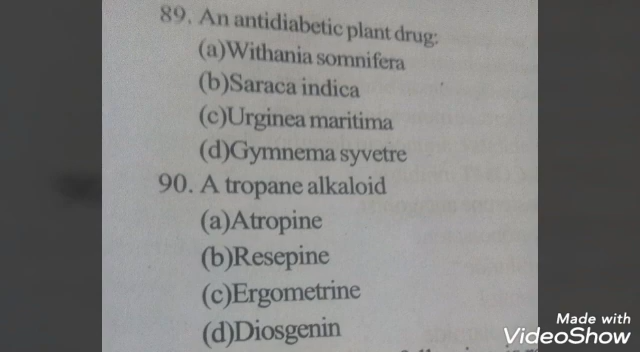 89. An antidiabetic plant drug:
(a)Withania somnifera
(b)Saraca indica
(c)Urginea maritima
(d)Gymnema syvetre
90. A tropane alkaloid
(a)Atropine
(b)Resepine
(c)Ergometrine
(d)Diosgenin
Made with
VideoShow